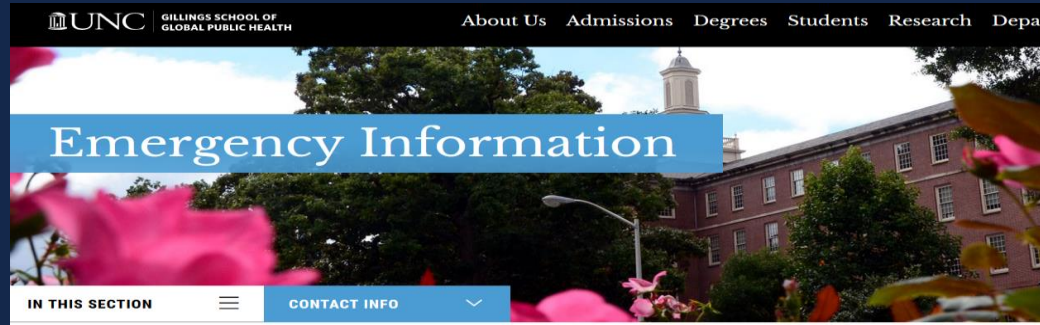 UNC GILLINGS SCHOOL OF
GLOBAL PUBLIC HEALTH
About Us Admissions Degrees Students Research Depa
Emergency Information
IN THIS SECTION
CONTACT INFO